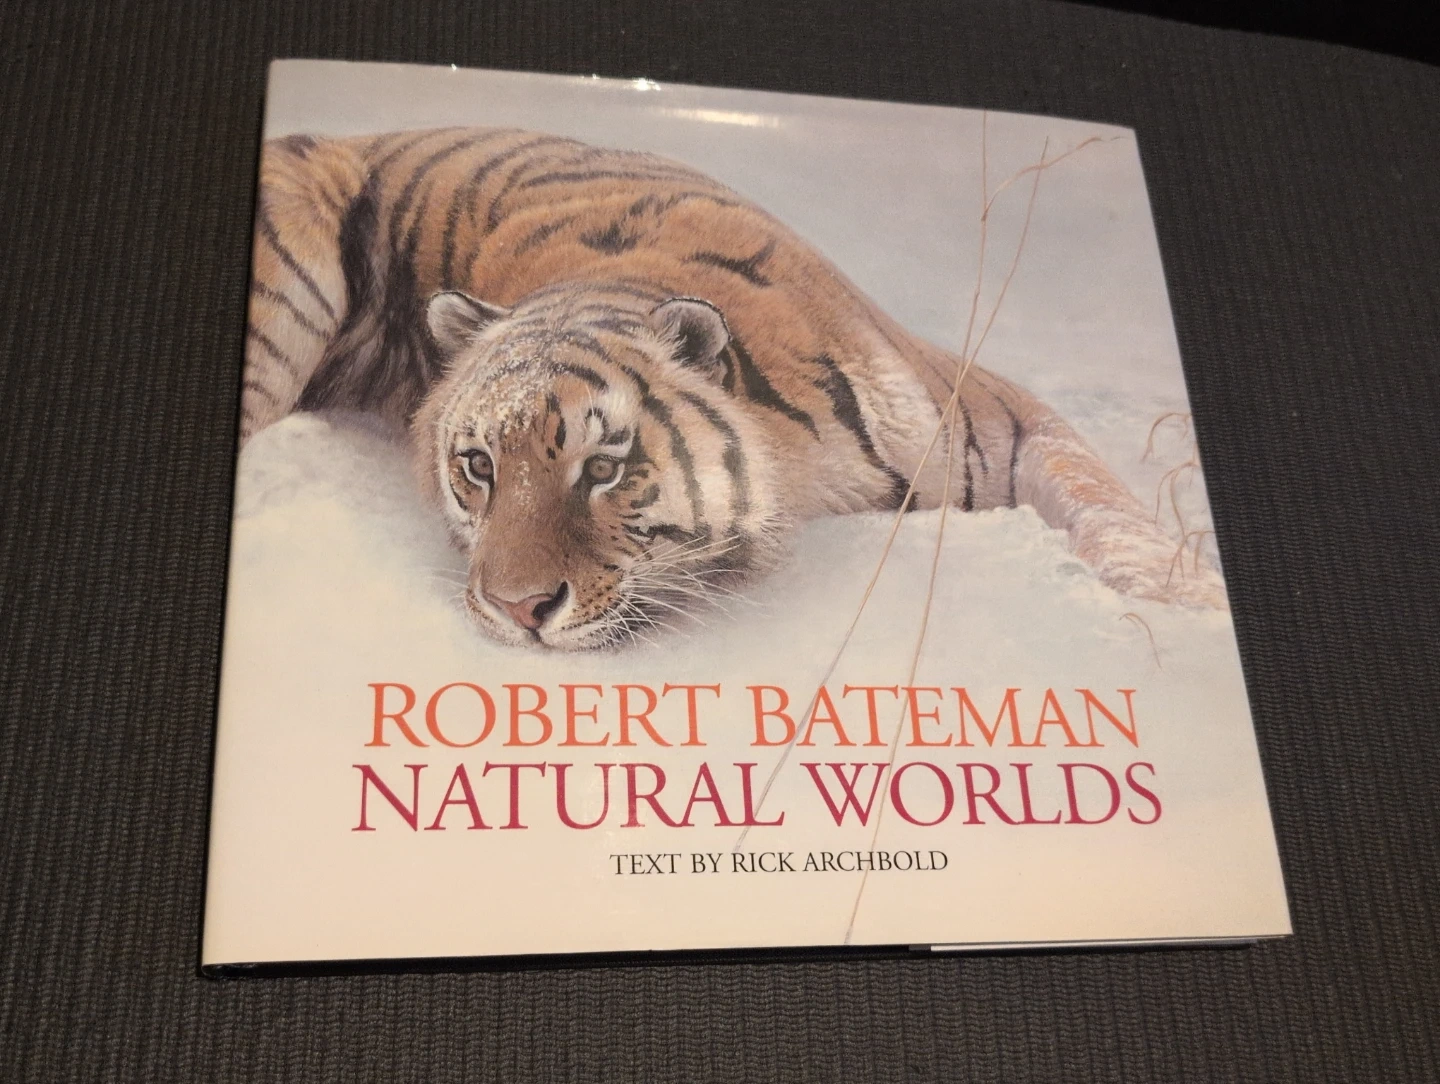 ROBERT BATEMAN
NATURAL WORLDS
TEXT BY RICK ARCHBOLD